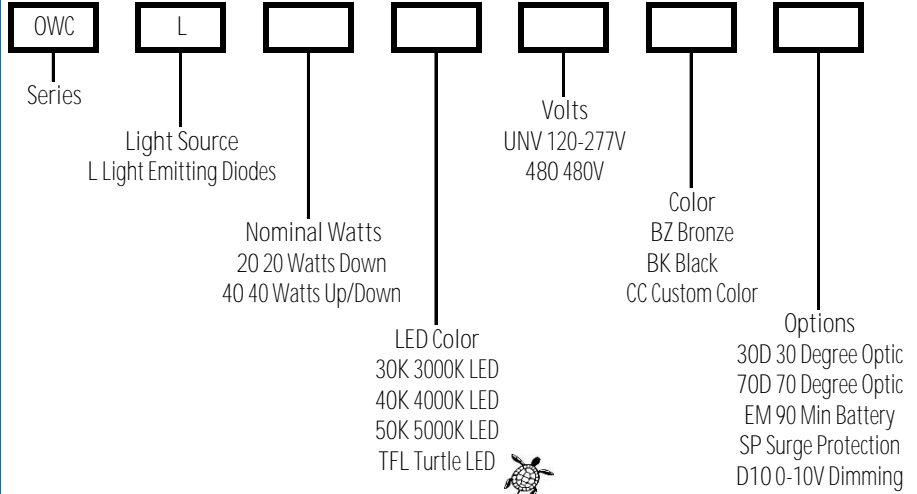 OWC
L
Series
Light Source
L Light Emitting Diodes
Nominal Watts
20 20 Watts Down
40 40 Watts Up/Down
LED Color
30K 3000K LED
40K 4000K LED
50K 5000K LED
TFL Turtle LED
Volts
UNV 120-277V
480 480V
Color
BZ Bronze
BK Black
CC Custom Color
Options
30D 30 Degree Optic
70D 70 Degree Optic
EM 90 Min Battery
SP Surge Protection
D10 0-10V Dimming